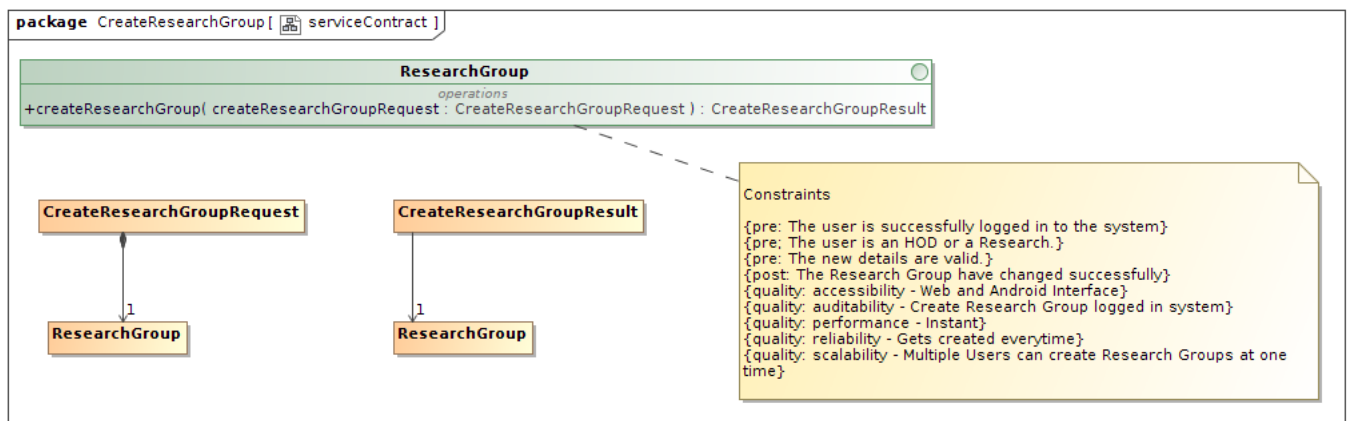 package CreateResearchGroup[ serviceContract ]
ResearchGroup
operations
+createResearchGroup( createResearchGroupRequest : CreateResearchGroupRequest ) : CreateResearchGroupResult
Constraints
{pre: The user is successfully logged in to the system}
{pre; The user is an HOD or a Research.}
{pre: The new details are valid.}
{post: The Research Group have changed successfully}
{quality: accessibility - Web and Android Interface}
{quality: auditability - Create Research Group logged in system}
{quality: performance - Instant}
{quality: reliability - Gets created everytime}
{quality: scalability - Multiple Users can create Research Groups at one
time}
CreateResearchGroupRequest
1
ResearchGroup
CreateResearchGroupResult
1
ResearchGroup